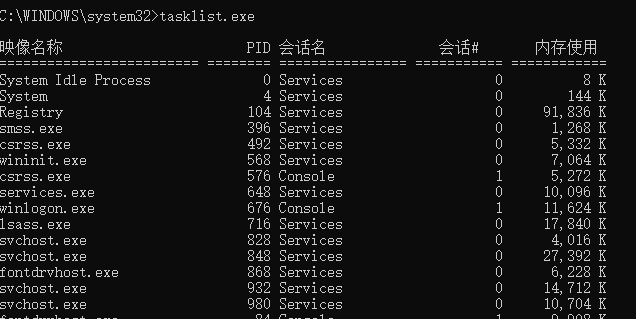 C:\WINDOWS\system32>tasklist.exe
映像名称 PID 会话名 会话# 内存使用
========================= ======== ================ =========== ============
System Idle Process 0 Services 0 8 K
System 4 Services 0 144 K
Registry 104 Services 0 91,836 K
smss.exe 396 Services 0 1,268 K
csrss.exe 492 Services 0 5,332 K
wininit.exe 568 Services 0 7,064 K
csrss.exe 576 Console 1 5,272 K
services.exe 648 Services 0 10,096 K
winlogon.exe 676 Console 1 11,624 K
lsass.exe 716 Services 0 17,840 K
svchost.exe 828 Services 0 4,016 K
svchost.exe 848 Services 0 27,392 K
fontdrvhost.exe 868 Services 0 6,228 K
svchost.exe 932 Services 0 14,712 K
svchost.exe 980 Services 0 10,704 K
fontdrvhost.exe 84 Console 1